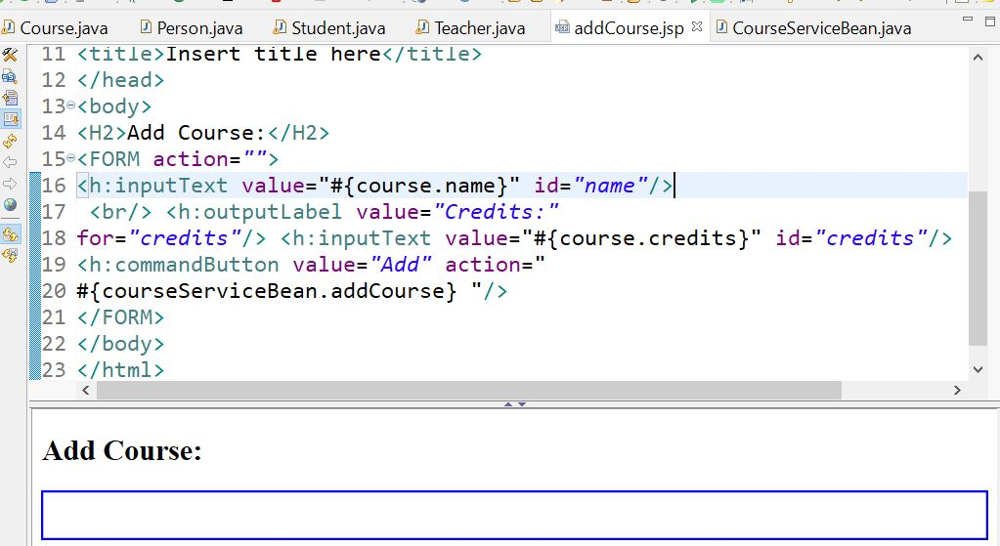 Course.java Person.java Student.java Teacher.java addCourse.jsp CourseServiceBean.java
11 <title>Insert title here</title>
12 </head>
13 <body>
14 <H2>Add Course:</H2>
15 <FORM action="">
16 <h:inputText value="#{course.name}" id="name"/>
17 <br/> <h:outputLabel value="Credits:"
18 for="credits"/> <h:inputText value="#{course.credits}" id="credits"/>
19 <h:commandButton value="Add" action="
20 #{courseServiceBean.addCourse} "/>
21 </FORM>
22 </body>
23 </html>
Add Course: